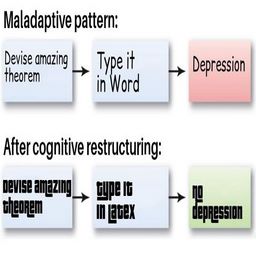 Maladaptive pattern:
Devise amazing
theorem
Type it
in Word
Depression
After cognitive restructuring:
Devise amazing
theorem
type it
in LaTeX
no
depression